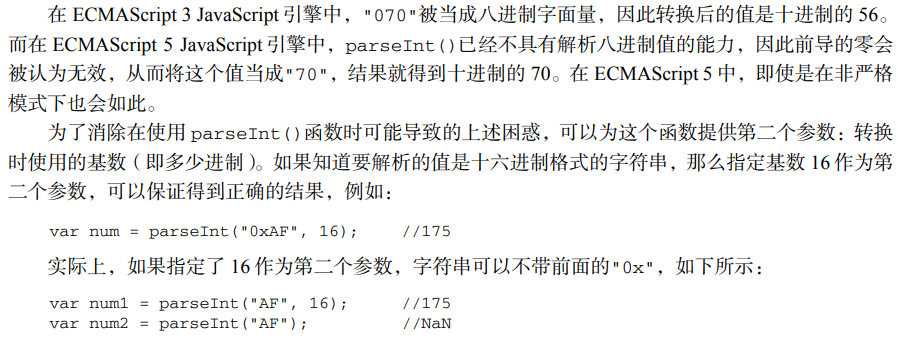 在 ECMAScript 3 JavaScript 引擎中，"070"被当成八进制字面量，因此转换后的值是十进制的 56。
而在 ECMAScript 5 JavaScript 引擎中，parseInt()已经不具有解析八进制值的能力，因此前导的零会
被认为无效，从而将这个值当成"70"，结果就得到十进制的 70。在 ECMAScript 5 中，即使是在非严格
模式下也会如此。
为了消除在使用 parseInt()函数时可能导致的上述困惑，可以为这个函数提供第二个参数：转换
时使用的基数（即多少进制）。如果知道要解析的值是十六进制格式的字符串，那么指定基数 16 作为第
二个参数，可以保证得到正确的结果，例如：
var num = parseInt("0xAF", 16);    //175
实际上，如果指定了 16 作为第二个参数，字符串可以不带前面的"0x"，如下所示：
var num1 = parseInt("AF", 16);    //175
var num2 = parseInt("AF");    //NaN